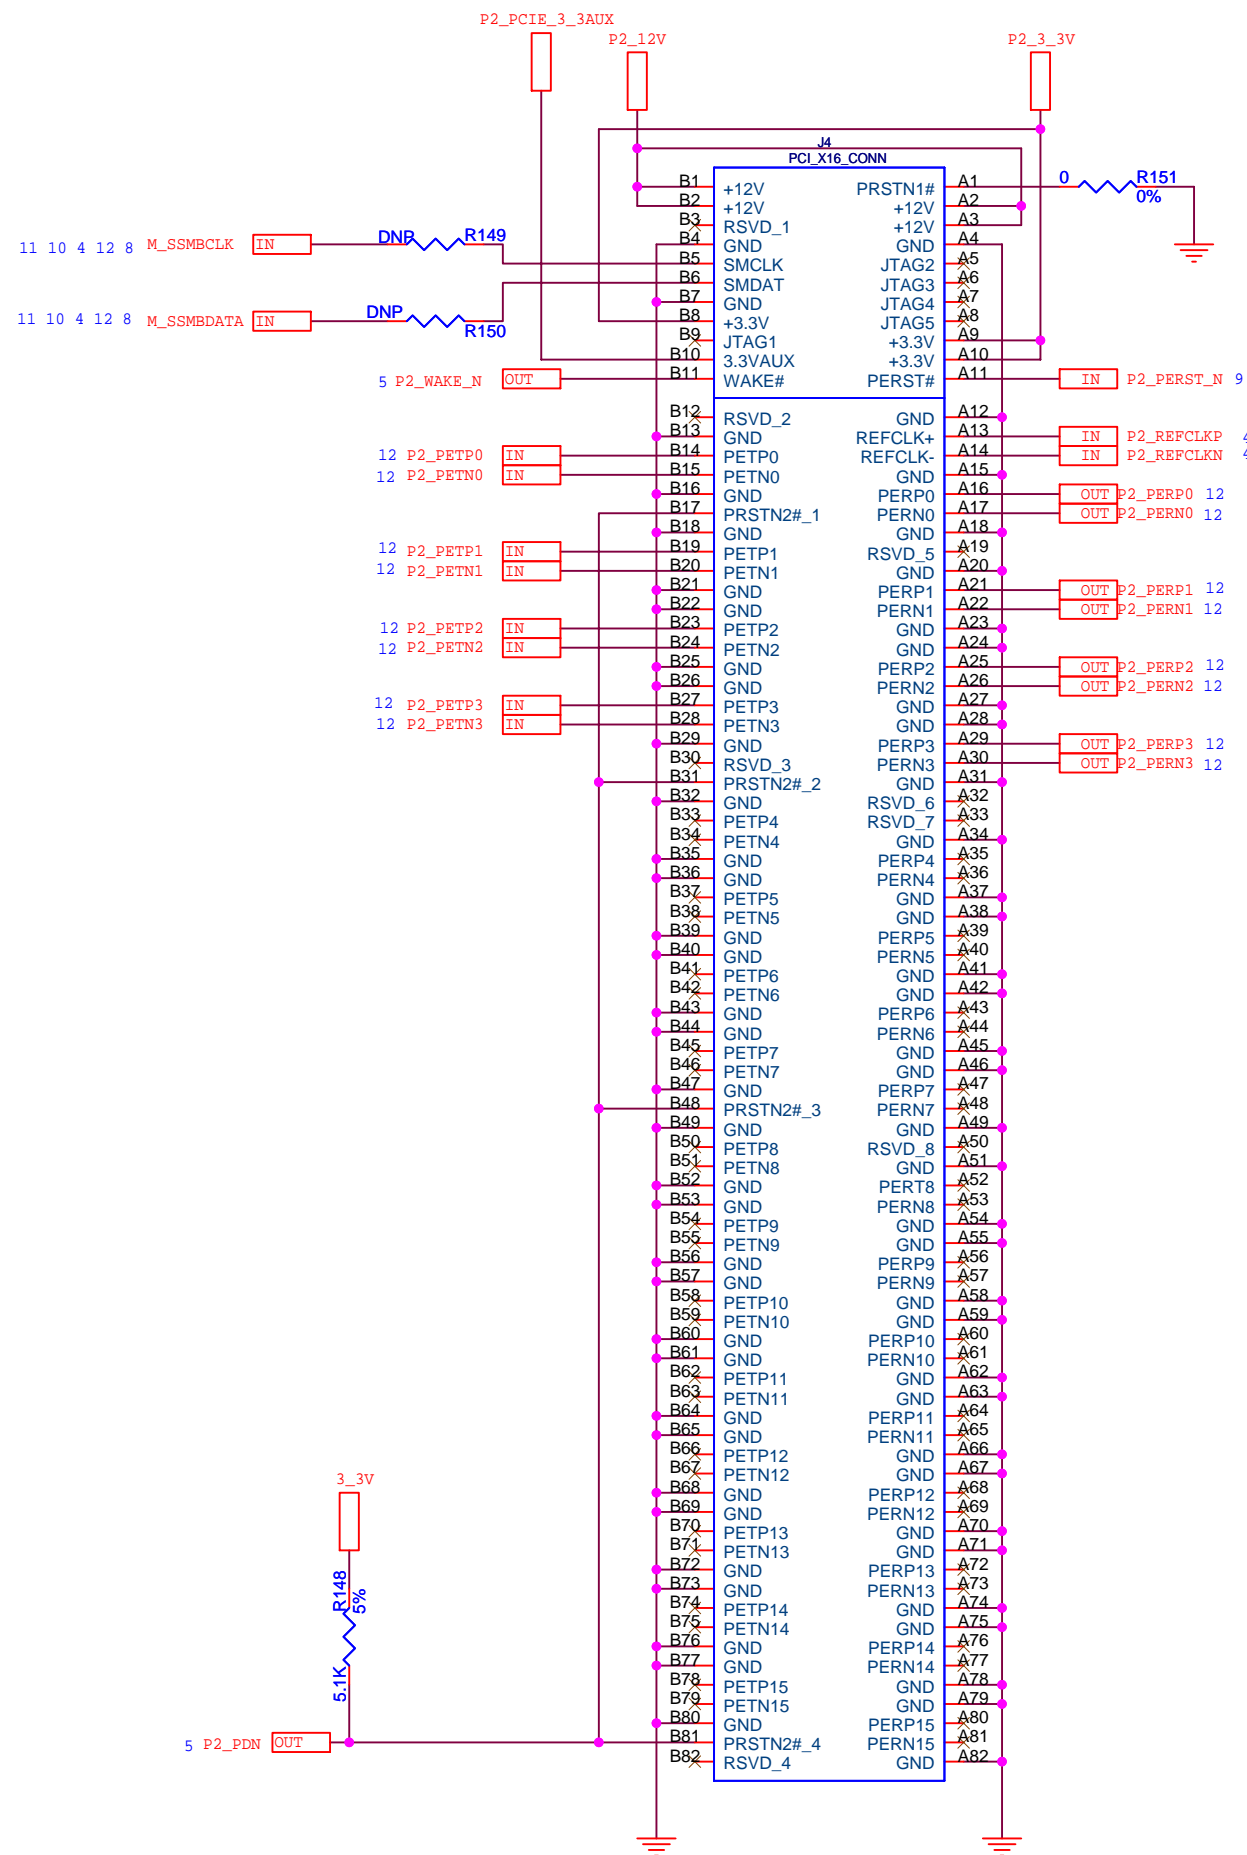 P2_PCIE_3_3AUX
P2_12V
P2_3_3V
J4
PCI_X16_CONN
B1 +12V PRSTN1# A1 0 R151
0%
B2 +12V +12V A2
B3 RSVD_1 +12V A3
11 10 4 12 8 M_SSMBCLK IN DNP R149 B4 GND GND A4
B5 SMCLK JTAG2 A5
B6 SMDAT JTAG3 A6
B7 GND JTAG4 A7
11 10 4 12 8 M_SSMBDATA IN DNP R150 B8 +3.3V JTAG5 A8
B9 JTAG1 +3.3V A9
B10 3.3VAUX +3.3V A10
5 P2_WAKE_N OUT B11 WAKE# PERST# A11 IN P2_PERST_N 9
B12 RSVD_2 GND A12
B13 GND REFCLK+ A13 IN P2_REFCLKP
12 P2_PETP0 IN B14 PETP0 REFCLK- A14 IN P2_REFCLKN
12 P2_PETN0 IN B15 PETN0 GND A15
B16 GND PERP0 A16 OUT P2_PERP0 12
B17 PRSTN2#_1 PERN0 A17 OUT P2_PERN0 12
B18 GND GND A18
12 P2_PETP1 IN B19 PETP1 RSVD_5 A19
12 P2_PETN1 IN B20 PETN1 GND A20
B21 GND PERP1 A21 OUT P2_PERP1 12
B22 GND PERN1 A22 OUT P2_PERN1 12
12 P2_PETP2 IN B23 PETP2 GND A23
12 P2_PETN2 IN B24 PETN2 GND A24
B25 GND PERP2 A25 OUT P2_PERP2 12
B26 GND PERN2 A26 OUT P2_PERN2 12
12 P2_PETP3 IN B27 PETP3 GND A27
12 P2_PETN3 IN B28 PETN3 GND A28
B29 GND PERP3 A29 OUT P2_PERP3 12
B30 RSVD_3 PERN3 A30 OUT P2_PERN3 12
B31 PRSTN2#_2 GND A31
B32 GND RSVD_6 A32
B33 PETP4 RSVD_7 A33
B34 PETN4 GND A34
B35 GND PERP4 A35
B36 GND PERN4 A36
B37 PETP5 GND A37
B38 PETN5 GND A38
B39 GND PERP5 A39
B40 GND PERN5 A40
B41 PETP6 GND A41
B42 PETN6 GND A42
B43 GND PERP6 A43
B44 GND PERN6 A44
B45 PETP7 GND A45
B46 PETN7 GND A46
B47 GND PERP7 A47
B48 PRSTN2#_3 PERN7 A48
B49 GND GND A49
B50 PETP8 RSVD_8 A50
B51 PETN8 GND A51
B52 GND PERT8 A52
B53 GND PERN8 A53
B54 PETP9 GND A54
B55 PETN9 GND A55
B56 GND PERP9 A56
B57 GND PERN9 A57
B58 PETP10 GND A58
B59 PETN10 GND A59
B60 GND PERP10 A60
B61 GND PERN10 A61
B62 PETP11 GND A62
B63 PETN11 GND A63
B64 GND PERP11 A64
B65 GND PERN11 A65
B66 PETP12 GND A66
B67 PETN12 GND A67
3_3V
B68 GND PERP12 A68
B69 GND PERN12 A69
B70 PETP13 GND A70
B71 PETN13 GND A71
B72 GND PERP13 A72
B73 GND PERN13 A73
R148
5%
5.1K
B74 PETP14 GND A74
B75 PETN14 GND A75
B76 GND PERP14 A76
B77 GND PERN14 A77
B78 PETP15 GND A78
B79 PETN15 GND A79
B80 GND PERP15 A80
5 P2_PDN OUT B81 PRSTN2#_4 PERN15 A81
B82 RSVD_4 GND A82